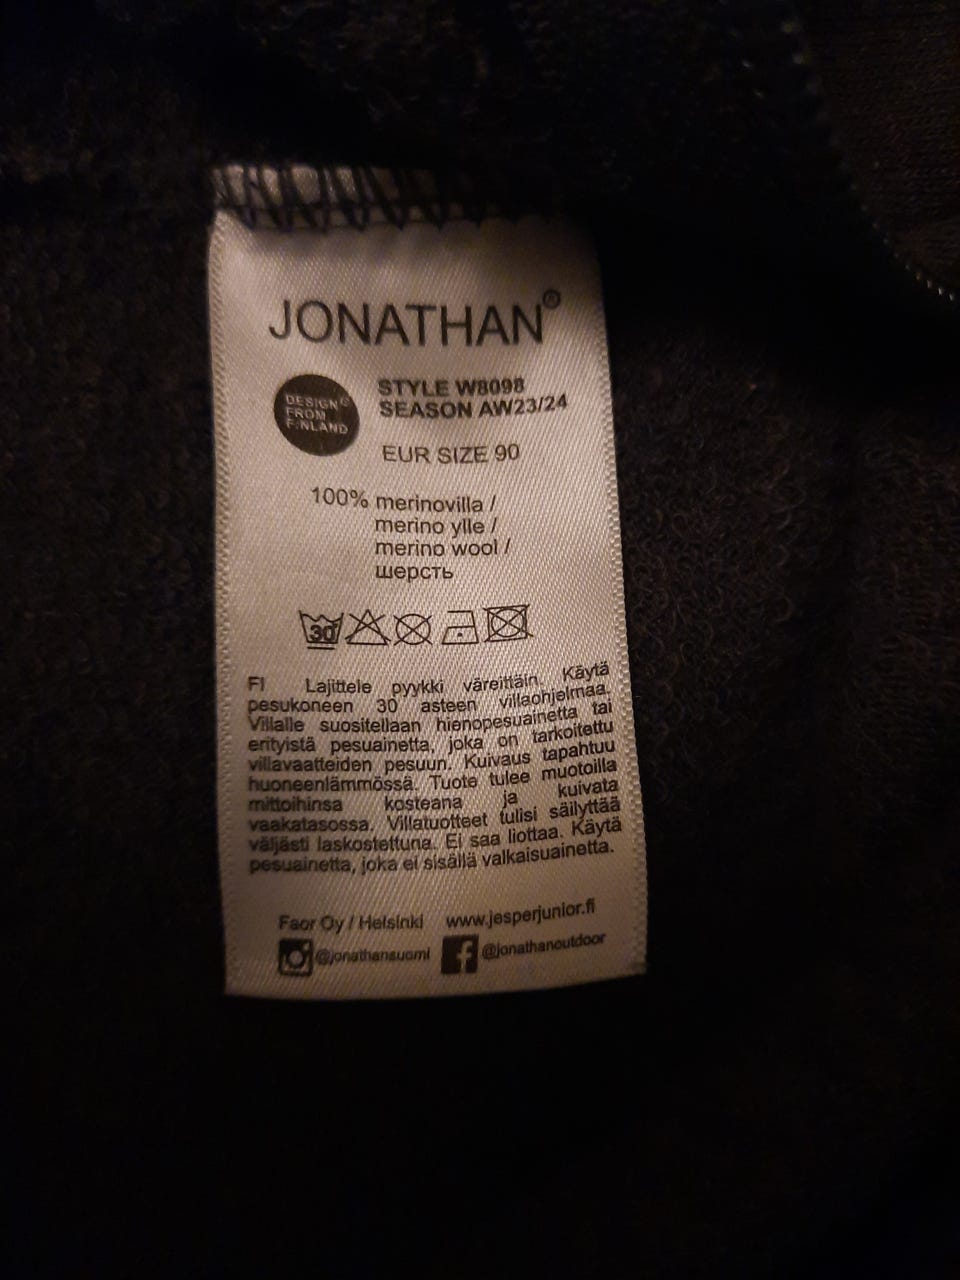 JONATHAN®
DESIGN
FROM
FINLAND
STYLE W8098
SEASON AW23/24
EUR SIZE 90
100% merinovilla /
merino ylle /
merino wool /
шерсть
30
FI Lajittele pyykki väreittäin. Käytä
pesukoneen 30 asteen villaohjelmaa.
Villalle suositellaan hienopesuainetta tai
erityistä pesuainetta, joka on tarkoitettu
villavaatteiden pesuun. Kuivaus tapahtuu
huoneenlämmössä. Tuote tulee muotoilla
mittoihinsa kosteana ja kuivata
vaakatasossa. Villatuotteet tulisi säilyttää
väljästi laskostettuna. Ei saa liottaa. Käytä
pesuainetta, joka ei sisällä valkaisuainetta.
Faor Oy / Helsinki www.jesperjunior.fi
@jonathansuomi @jonathanoutdoor